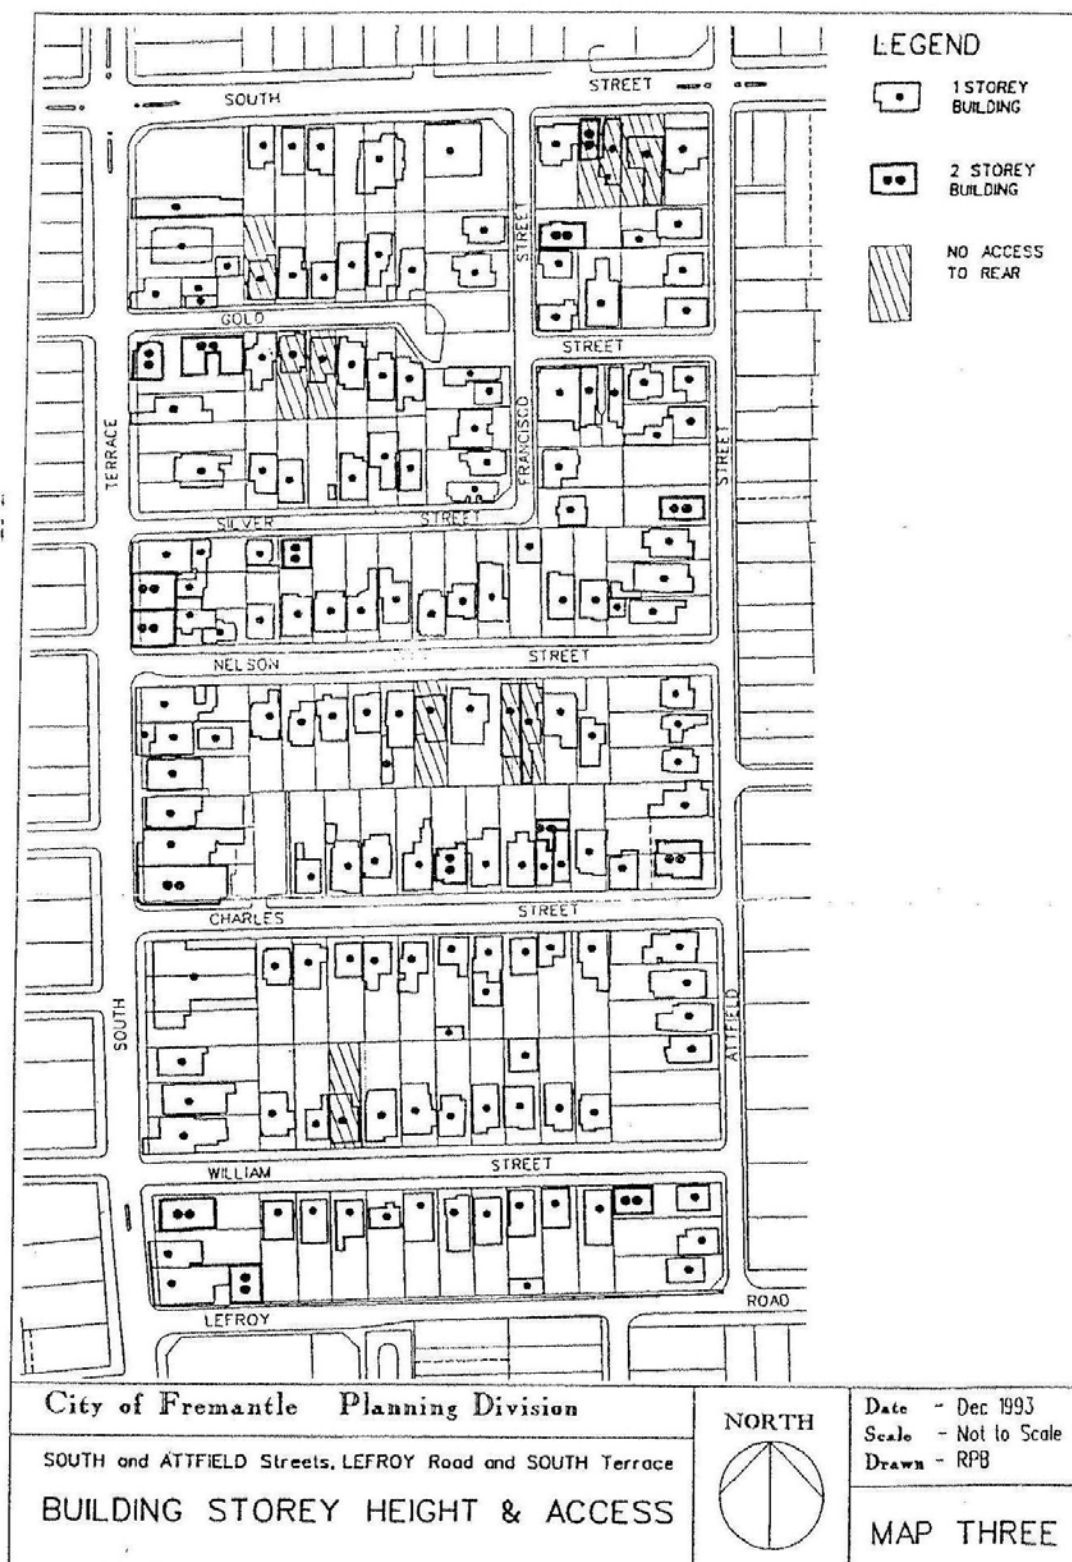 LEGEND
1 STOREY
BUILDING
2 STOREY
BUILDING
NO ACCESS
TO REAR
SOUTH STREET
STREET
GOLD STREET
TERRACE
FRANCISCO
STREET
SILVER STREET
NELSON STREET
CHARLES STREET
SOUTH
ATTFIELD
WILLIAM STREET
LEFROY ROAD
City of Fremantle Planning Division
SOUTH and ATTFIELD Streets, LEFROY Road and SOUTH Terrace
BUILDING STOREY HEIGHT & ACCESS
NORTH
Date - Dec 1993
Scale - Not to Scale
Drawn - RPB
MAP THREE